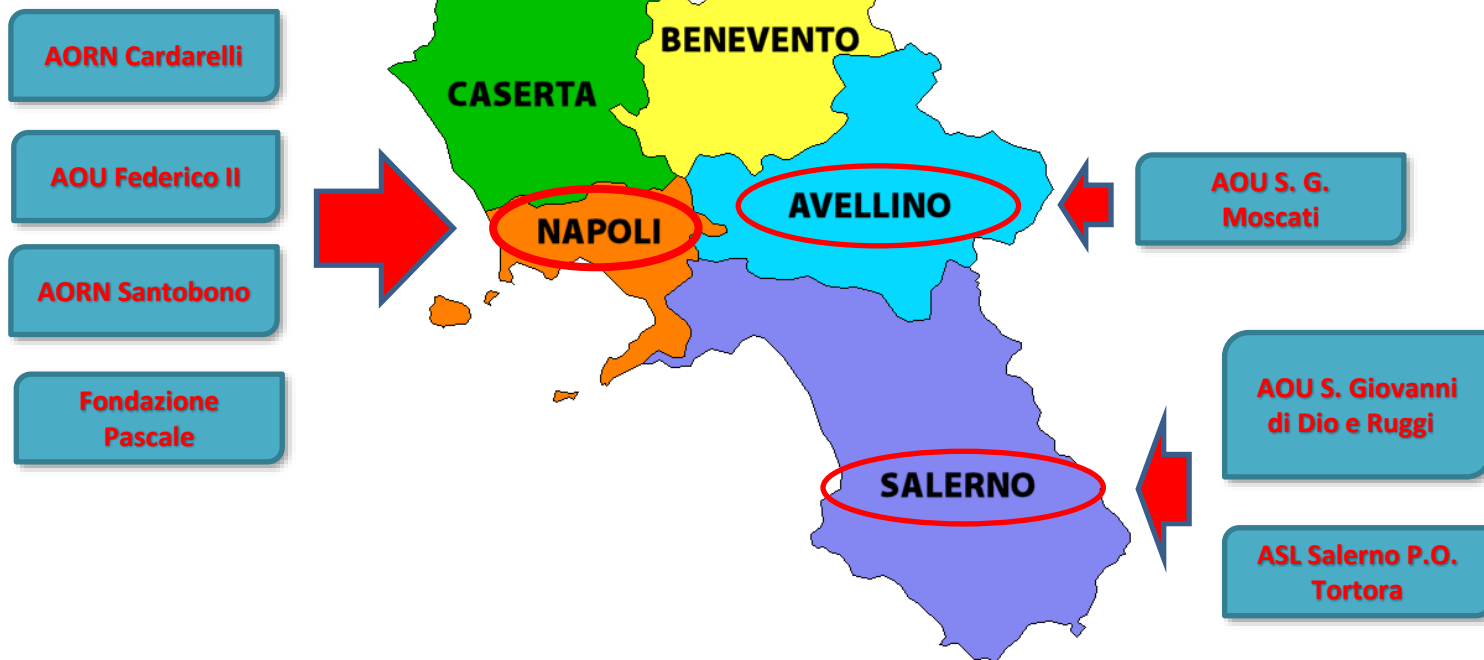 AORN Cardarelli
AOU Federico II
AORN Santobono
Fondazione
Pascale
BENEVENTO
CASERTA
NAPOLI
AVELLINO
SALERNO
AOU S. G.
Moscati
AOU S. Giovanni
di Dio e Ruggi
ASL Salerno P.O.
Tortora